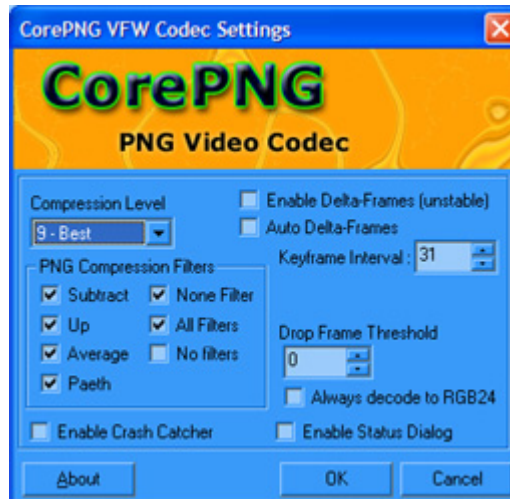 CorePNG VFW Codec Settings
CorePNG
PNG Video Codec
Compression Level
9 - Best
Enable Delta-Frames (unstable)
Auto Delta-Frames
Keyframe Interval : 31
PNG Compression Filters
Subtract
None Filter
Up
All Filters
Average
No filters
Paeth
Drop Frame Threshold
0
Always decode to RGB24
Enable Crash Catcher
Enable Status Dialog
About
OK
Cancel